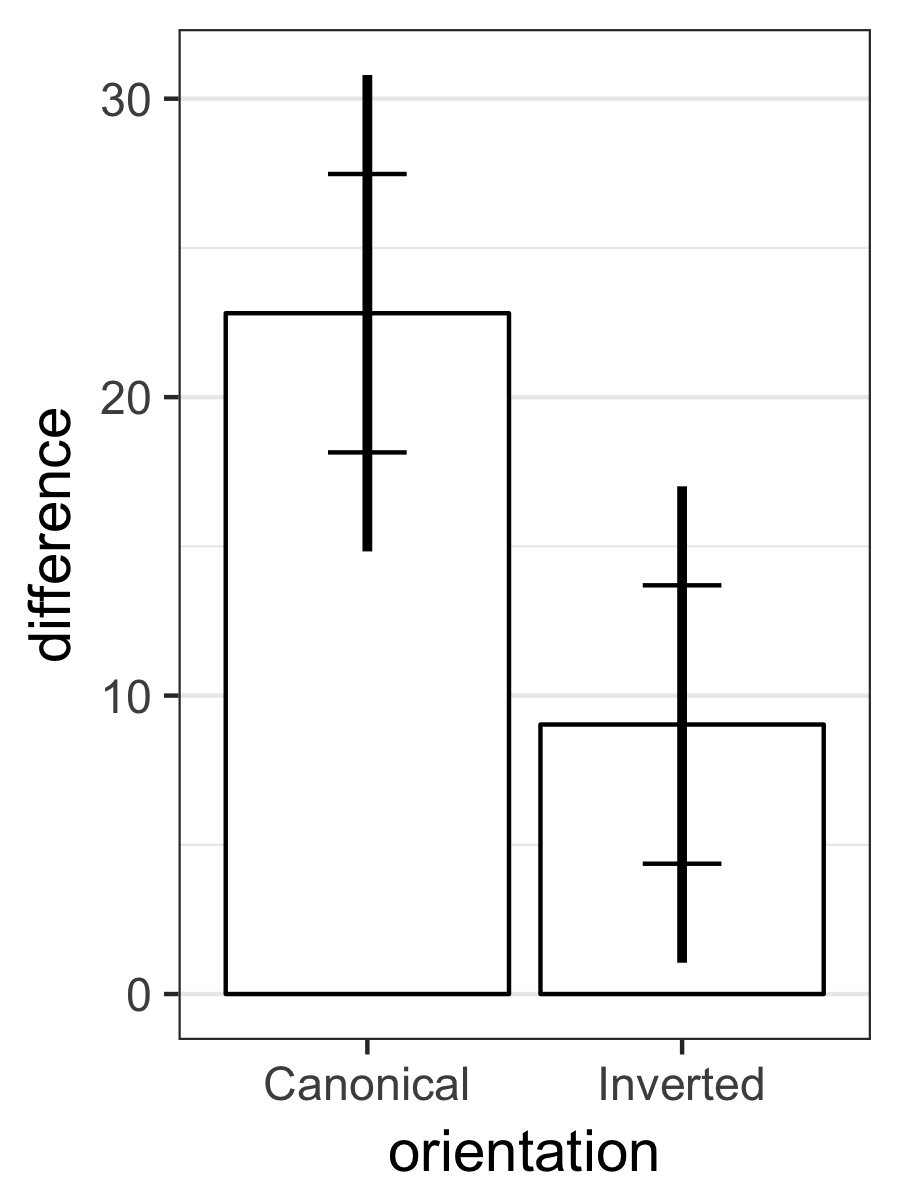 difference
30
20
10
0
Canonical Inverted
orientation